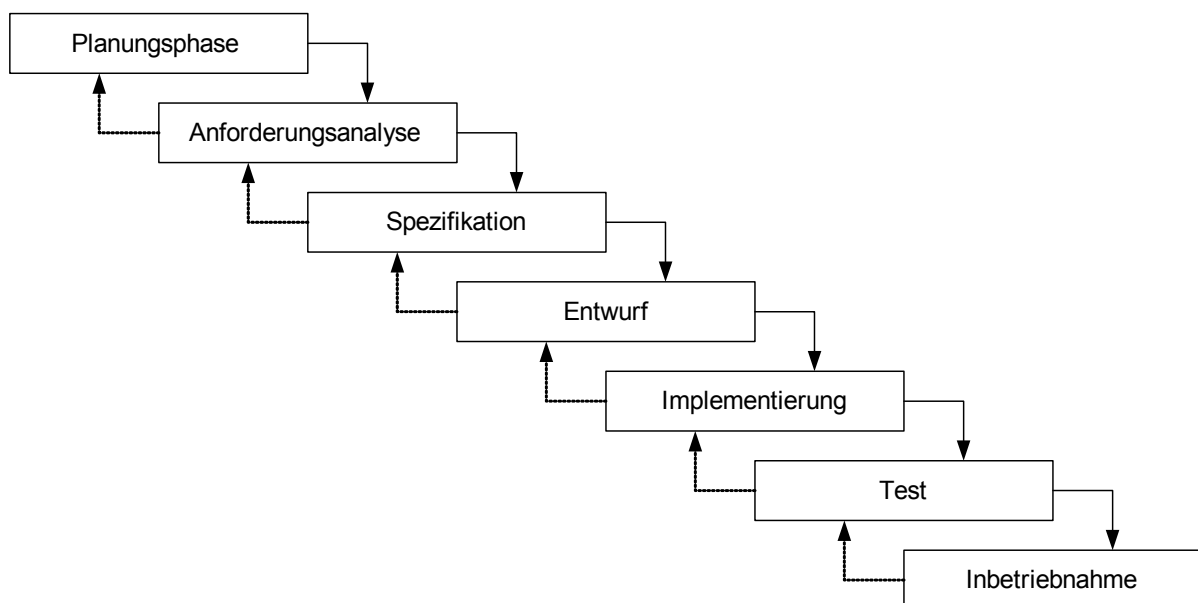 Planungsphase
Anforderungsanalyse
Spezifikation
Entwurf
Implementierung
Test
Inbetriebnahme